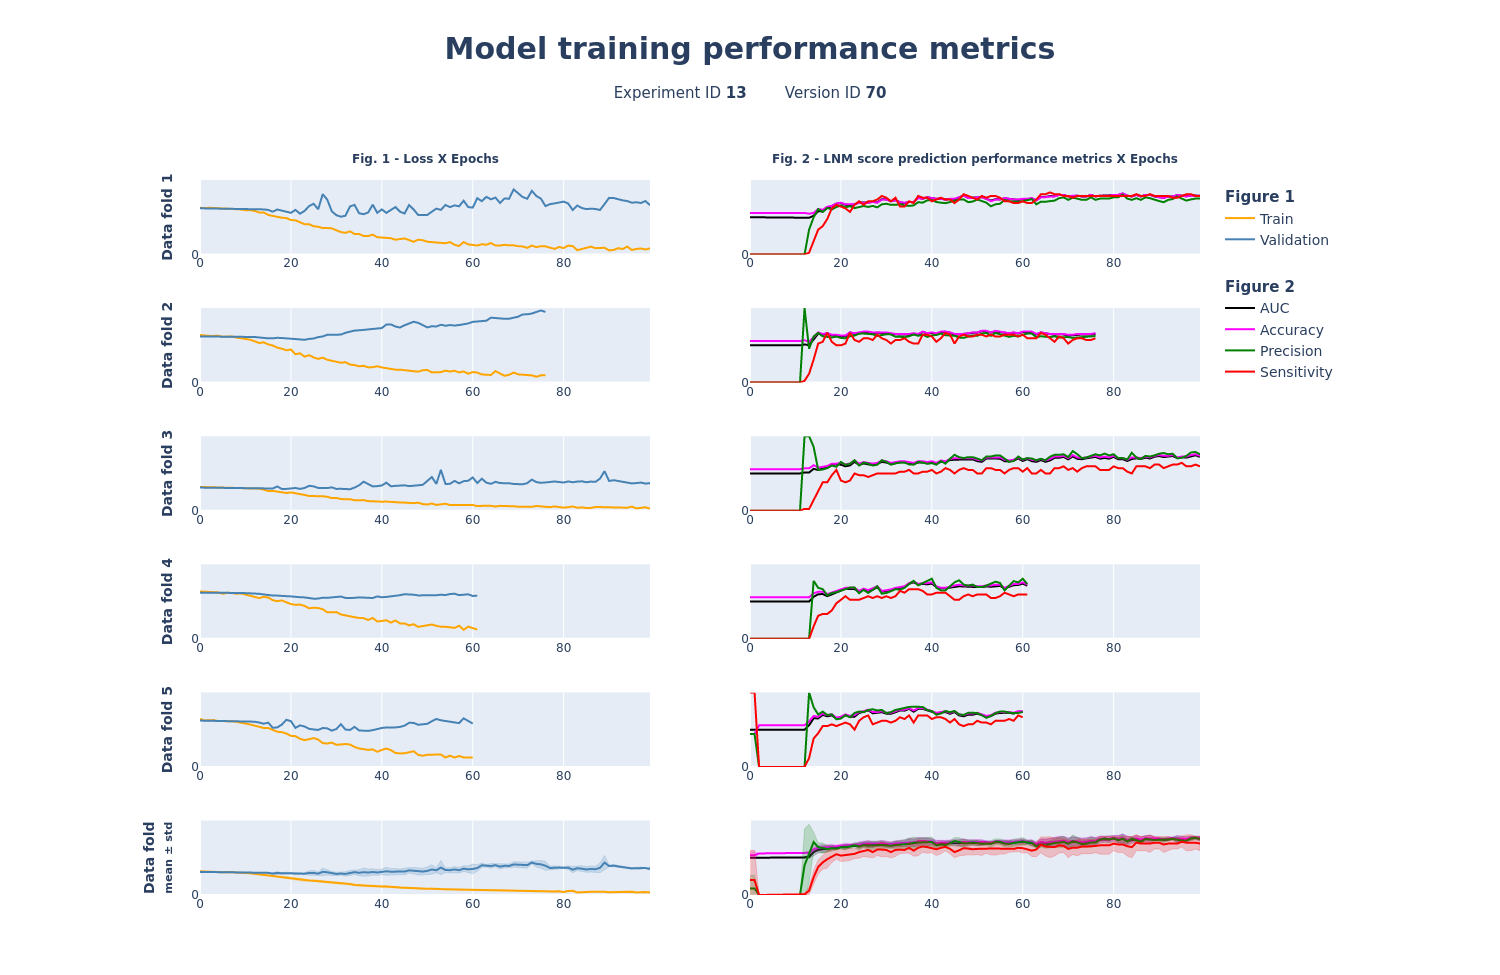 Model training performance metrics
Experiment ID 13 Version ID 70
Fig. 1 - Loss X Epochs
Fig. 2 - LNM score prediction performance metrics X Epochs
Data fold 1
0
0 20 40 60 80
0
0 20 40 60 80
Figure 1
Train
Validation
Figure 2
AUC
Accuracy
Precision
Sensitivity
Data fold 2
0
0 20 40 60 80
0
0 20 40 60 80
Data fold 3
0
0 20 40 60 80
0
0 20 40 60 80
Data fold 4
0
0 20 40 60 80
0
0 20 40 60 80
Data fold 5
0
0 20 40 60 80
0
0 20 40 60 80
Data fold
mean ± std
0
0 20 40 60 80
0
0 20 40 60 80